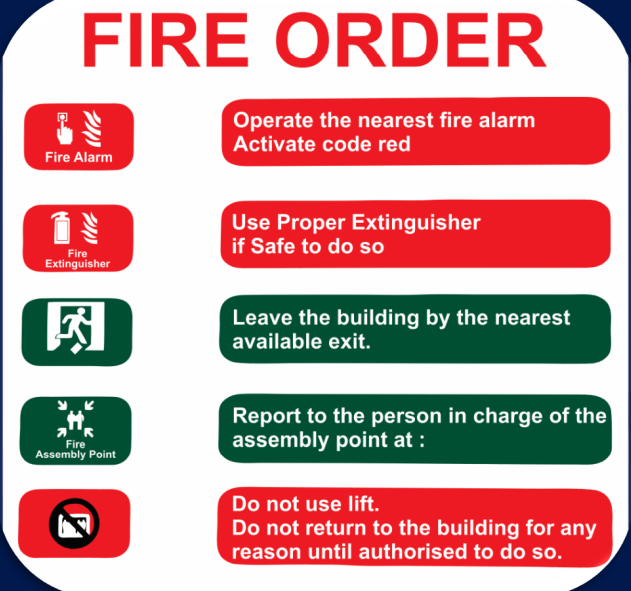 FIRE ORDER
Fire Alarm
Operate the nearest fire alarm
Activate code red
Fire
Extinguisher
Use Proper Extinguisher
if Safe to do so
Leave the building by the nearest
available exit.
Fire
Assembly Point
Report to the person in charge of the
assembly point at :
Do not use lift.
Do not return to the building for any
reason until authorised to do so.